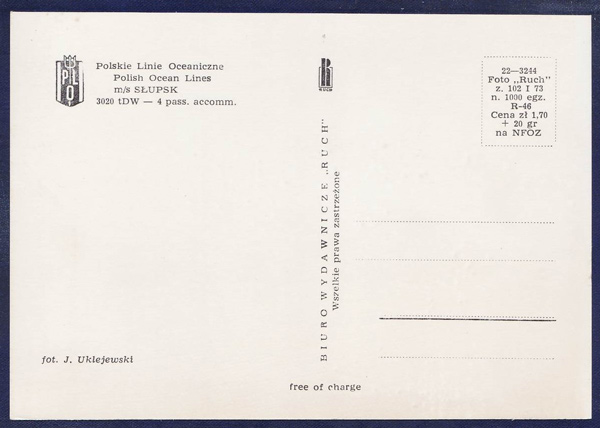 PLO
Polskie Linie Oceaniczne
Polish Ocean Lines
m/s SŁUPSK
3020 tDW — 4 pass. accomm.
RUCH
22—3244
Foto „Ruch"
z. 102 I 73
n. 1000 egz.
R-46
Cena zł 1,70
+ 20 gr
na NFOZ
BIURO WYDAWNICZE „RUCH"
Wszelkie prawa zastrzeżone
fot. J. Uklejewski
free of charge